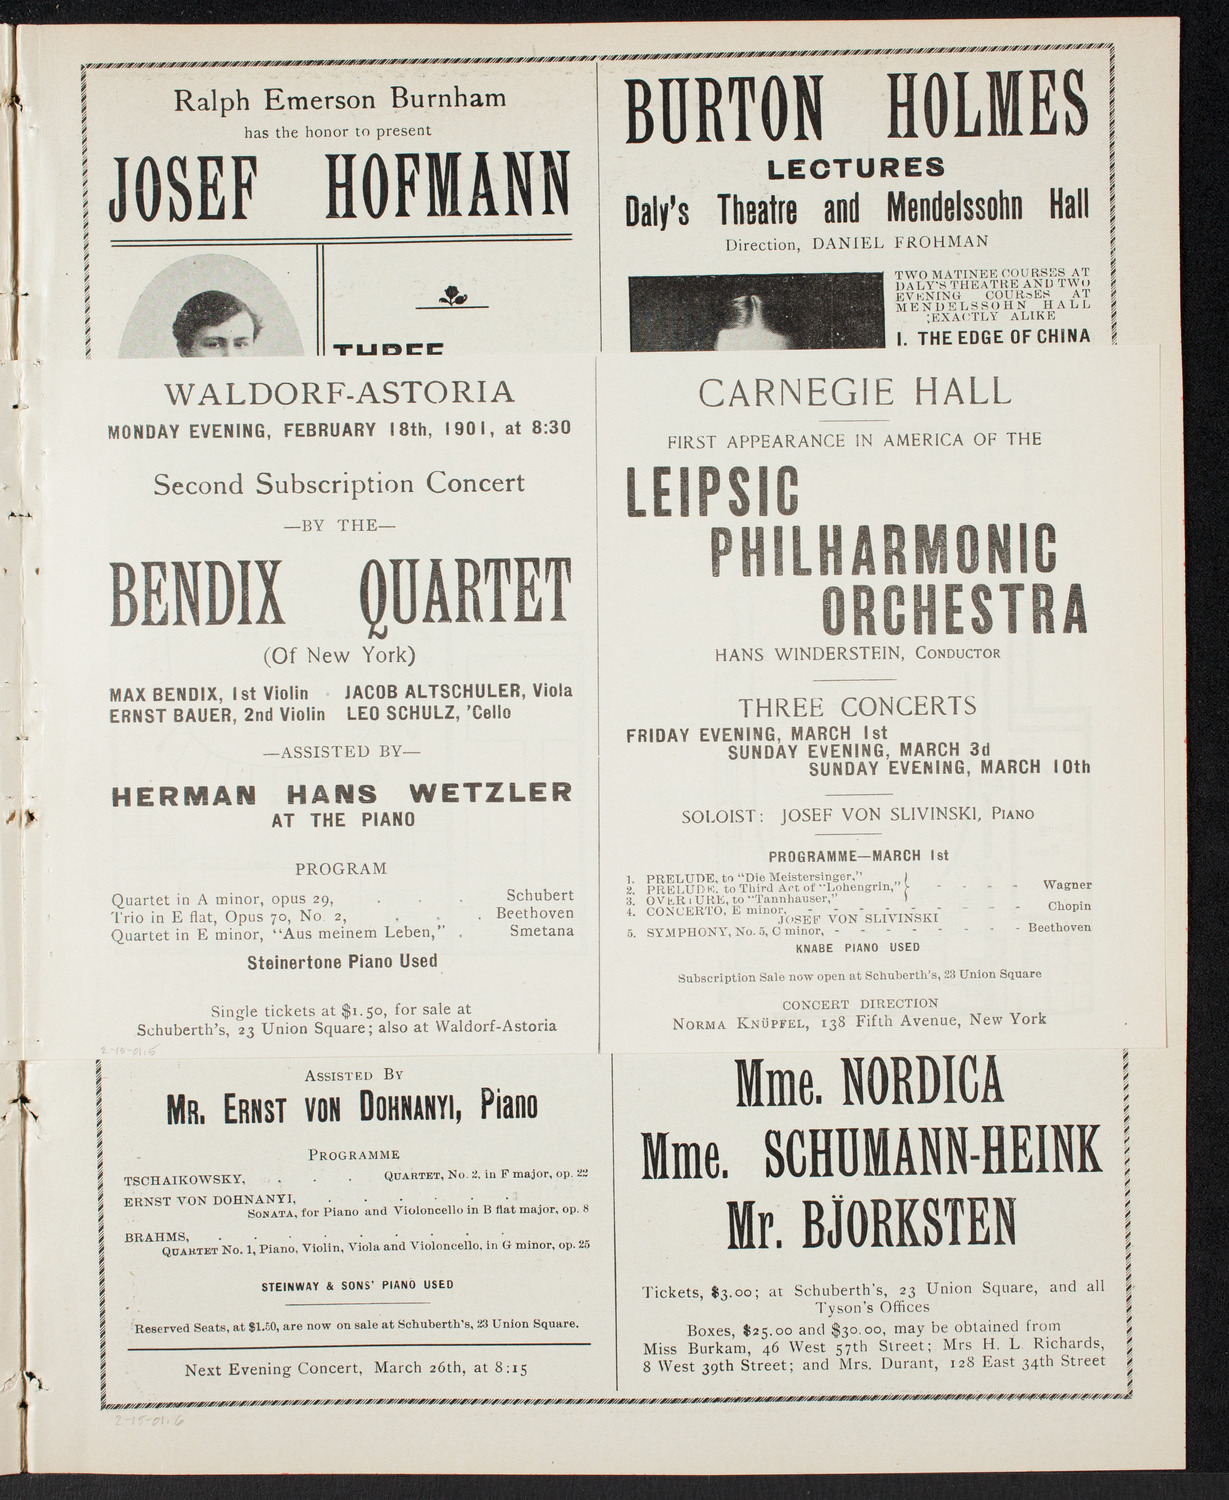 Ralph Emerson Burnham
has the honor to present
JOSEF HOFMANN
BURTON HOLMES
LECTURES
Daly's Theatre and Mendelssohn Hall
Direction, DANIEL FROHMAN
TWO MATINEE COURSES AT
DALY'S THEATRE AND TWO
EVENING COURSES AT
MENDELSSOHN HALL
;EXACTLY ALIKE
I. THE EDGE OF CHINA
THREE
WALDORF-ASTORIA
MONDAY EVENING, FEBRUARY 18th, 1901, at 8:30
Second Subscription Concert
—BY THE—
BENDIX QUARTET
(Of New York)
MAX BENDIX, 1st Violin JACOB ALTSCHULER, Viola
ERNST BAUER, 2nd Violin LEO SCHULZ, 'Cello
—ASSISTED BY—
HERMAN HANS WETZLER
AT THE PIANO
PROGRAM
Quartet in A minor, opus 29, . . . Schubert
Trio in E flat, Opus 70, No. 2, . . . Beethoven
Quartet in E minor, "Aus meinem Leben," . Smetana
Steinertone Piano Used
Single tickets at $1.50, for sale at
Schuberth's, 23 Union Square; also at Waldorf-Astoria
2-15-01.5
CARNEGIE HALL
FIRST APPEARANCE IN AMERICA OF THE
LEIPSIC
PHILHARMONIC
ORCHESTRA
HANS WINDERSTEIN, CONDUCTOR
THREE CONCERTS
FRIDAY EVENING, MARCH 1st
SUNDAY EVENING, MARCH 3d
SUNDAY EVENING, MARCH 10th
SOLOIST: JOSEF VON SLIVINSKI, PIANO
PROGRAMME—MARCH 1st
1. PRELUDE, to "Die Meistersinger,"
2. PRELUDE, to Third Act of "Lohengrin," - - - - Wagner
3. OVERTURE, to "Tannhauser,"
4. CONCERTO, E minor, - - - - - - - - Chopin
JOSEF VON SLIVINSKI
5. SYMPHONY, No. 5, C minor, - - - - - - - - Beethoven
KNABE PIANO USED
Subscription Sale now open at Schuberth's, 23 Union Square
CONCERT DIRECTION
NORMA KNÜPFEL, 138 Fifth Avenue, New York
ASSISTED BY
MR. ERNST VON DOHNANYI, Piano
PROGRAMME
TSCHAIKOWSKY, . . . QUARTET, No. 2, in F major, op. 22
ERNST VON DOHNANYI, . . . . . .
SONATA, for Piano and Violoncello in B flat major, op. 8
BRAHMS, . . . . . . . . .
QUARTET No. 1, Piano, Violin, Viola and Violoncello, in G minor, op. 25
STEINWAY & SONS' PIANO USED
Reserved Seats, at $1.50, are now on sale at Schuberth's, 23 Union Square.
Next Evening Concert, March 26th, at 8:15
2-15-01.6
Mme. NORDICA
Mme. SCHUMANN-HEINK
Mr. BJÖRKSTEN
Tickets, $3.00; at Schuberth's, 23 Union Square, and all
Tyson's Offices
Boxes, $25.00 and $30.00, may be obtained from
Miss Burkam, 46 West 57th Street; Mrs H. L. Richards,
8 West 39th Street; and Mrs. Durant, 128 East 34th Street